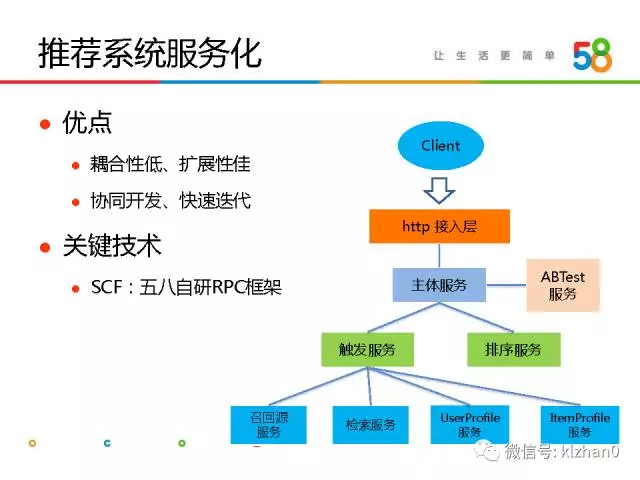 推荐系统服务化
让生活更简单
58
优点
耦合性低、扩展性佳
协同开发、快速迭代
关键技术
SCF：五八自研RPC框架
Client
http 接入层
主体服务
ABTest
服务
触发服务
排序服务
召回源
服务
检索服务
UserProfile
服务
ItemProfile
服务
微信号: klzhan0